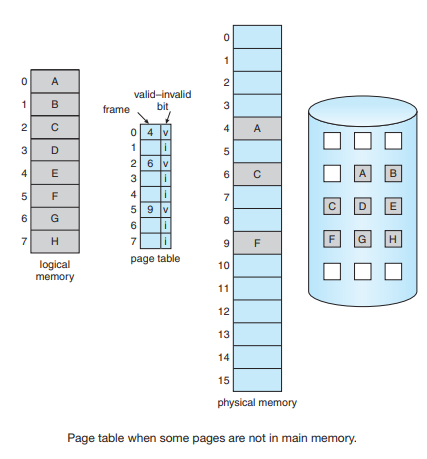 valid–invalid
bit
frame
0 A
1 B
2 C
3 D
4 E
5 F
6 G
7 H
logical
memory
0 4 v
1 i
2 6 v
3 i
4 i
5 9 v
6 i
7 i
page table
0
1
2
3
4 A
5
6 C
7
8
9 F
10
11
12
13
14
15
physical memory
A B
C D E
F G H
Page table when some pages are not in main memory.